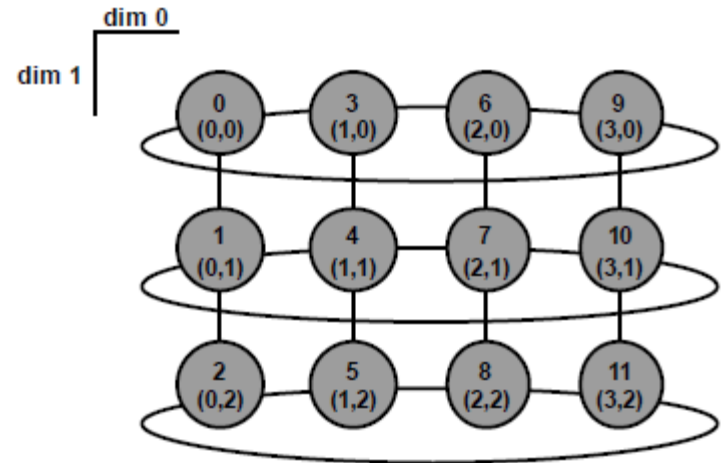 dim 0
dim 1
0 3 6 9
(0,0) (1,0) (2,0) (3,0)
1 4 7 10
(0,1) (1,1) (2,1) (3,1)
2 5 8 11
(0,2) (1,2) (2,2) (3,2)